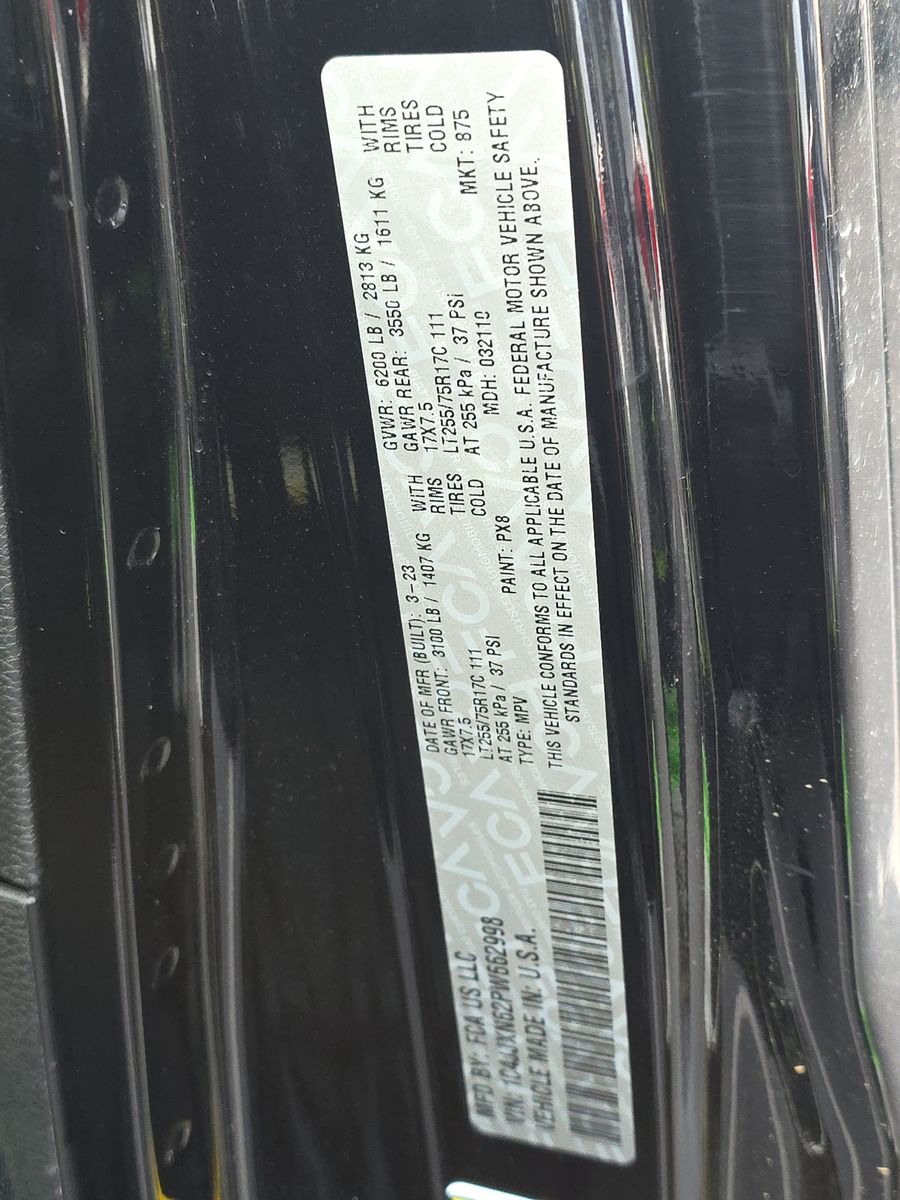 MFD BY: FCA US LLC
VIN: 1C4JJXN62PW662998
VEHICLE MADE IN: U.S.A.
DATE OF MFR (BUILT): 3-23 GVWR: 6200 LB / 2813 KG
GAWR FRONT: 3100 LB / 1407 KG WITH GAWR REAR: 3550 LB / 1611 KG WITH
17X7.5 RIMS 17X7.5 RIMS
LT255/75R17C 111 TIRES LT255/75R17C 111 TIRES
AT 255 kPa / 37 PSI COLD AT 255 kPa / 37 PSi COLD
TYPE: MPV PAINT: PX8 MDH: 032110 MKT: 875
THIS VEHICLE CONFORMS TO ALL APPLICABLE U.S.A. FEDERAL MOTOR VEHICLE SAFETY
STANDARDS IN EFFECT ON THE DATE OF MANUFACTURE SHOWN ABOVE.